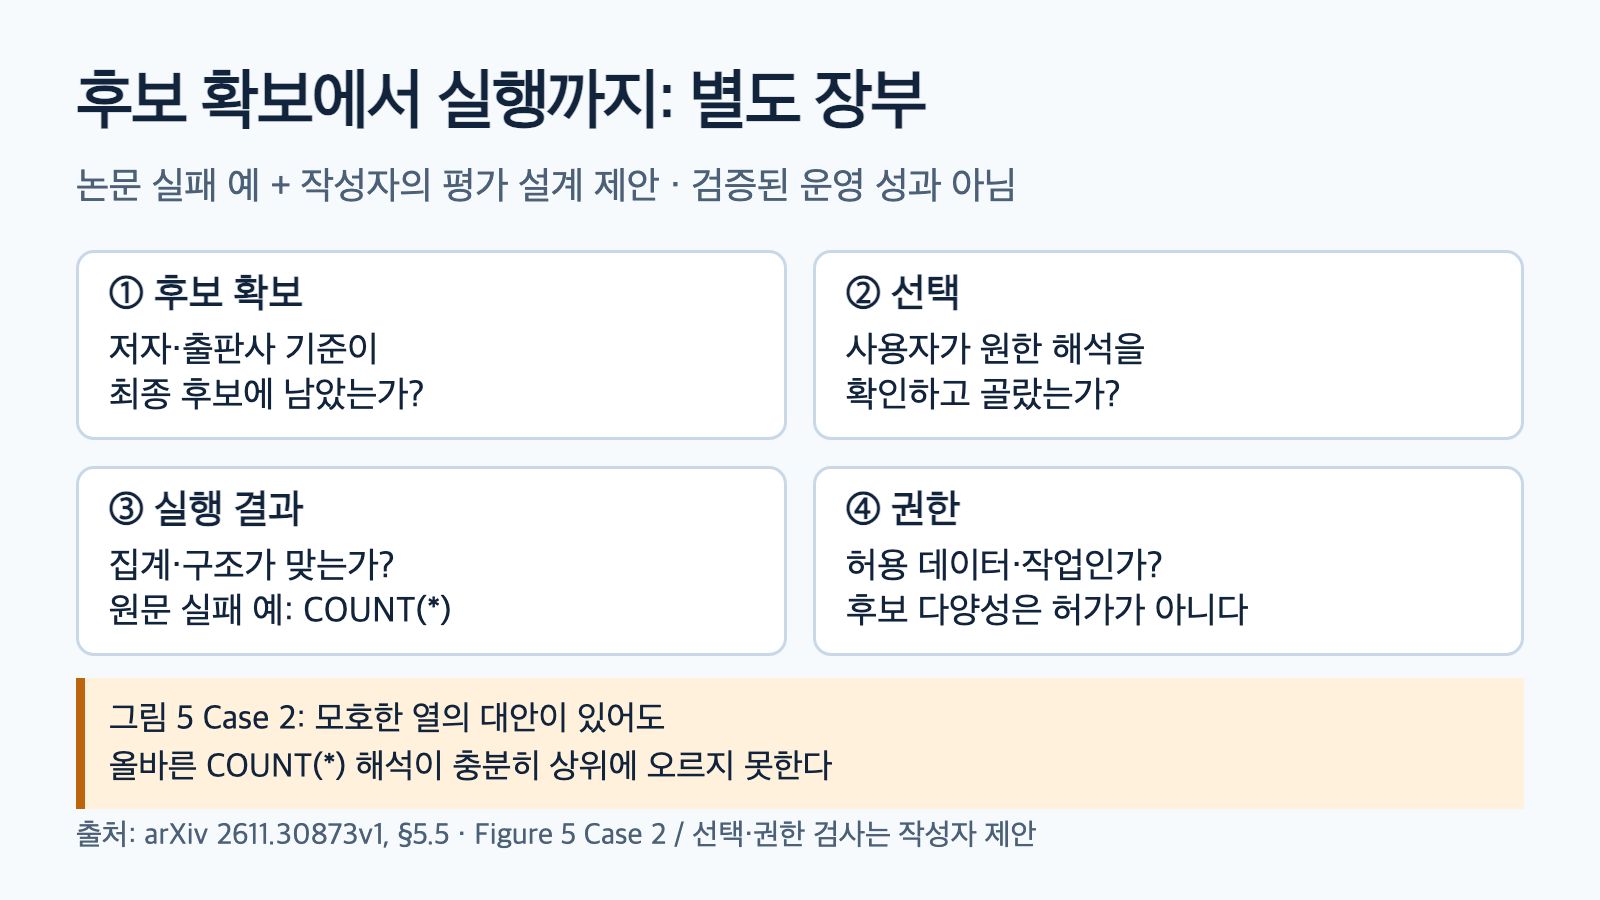 후보 확보에서 실행까지: 별도 장부
논문 실패 예 + 작성자의 평가 설계 제안 · 검증된 운영 성과 아님
① 후보 확보
저자·출판사 기준이
최종 후보에 남았는가?
② 선택
사용자가 원한 해석을
확인하고 골랐는가?
③ 실행 결과
집계·구조가 맞는가?
원문 실패 예: COUNT(*)
④ 권한
허용 데이터·작업인가?
후보 다양성은 허가가 아니다
그림 5 Case 2: 모호한 열의 대안이 있어도
올바른 COUNT(*) 해석이 충분히 상위에 오르지 못한다
출처: arXiv 2611.30873v1, §5.5 · Figure 5 Case 2 / 선택·권한 검사는 작성자 제안